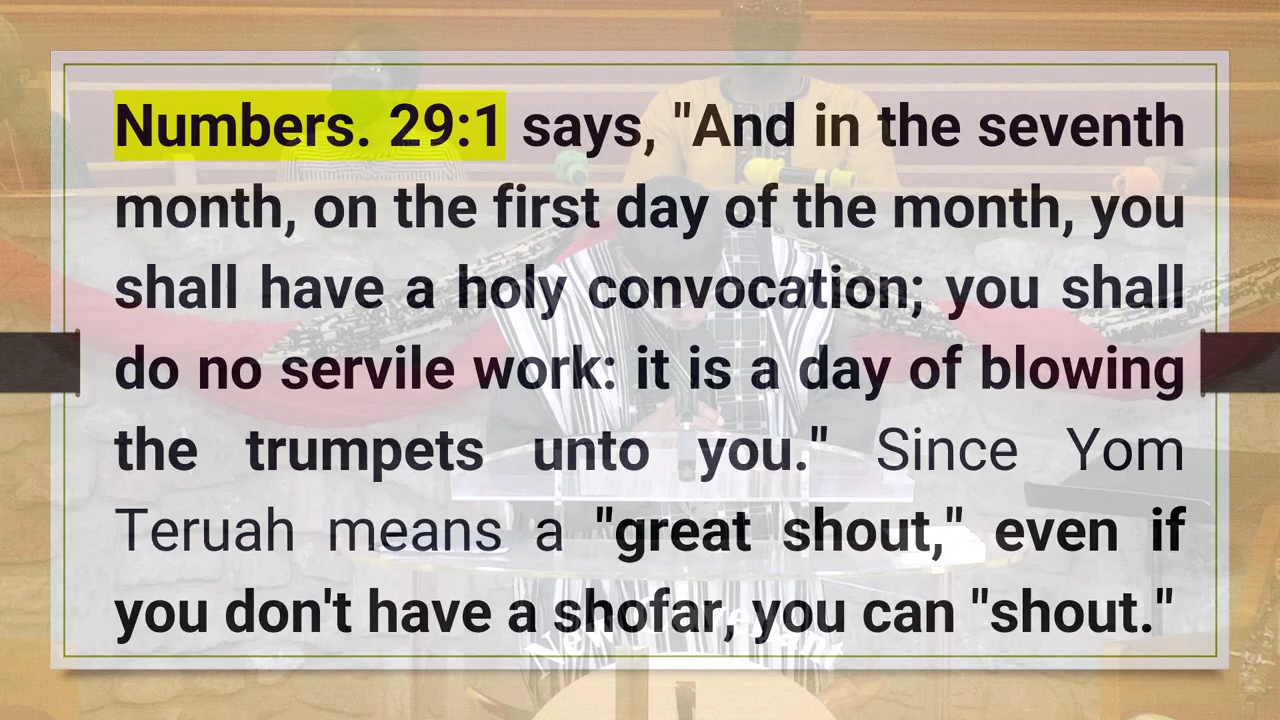 Numbers. 29:1 says, "And in the seventh
month, on the first day of the month, you
shall have a holy convocation; you shall
do no servile work: it is a day of blowing
the trumpets unto you." Since Yom
Teruah means a "great shout," even if
you don't have a shofar, you can "shout."